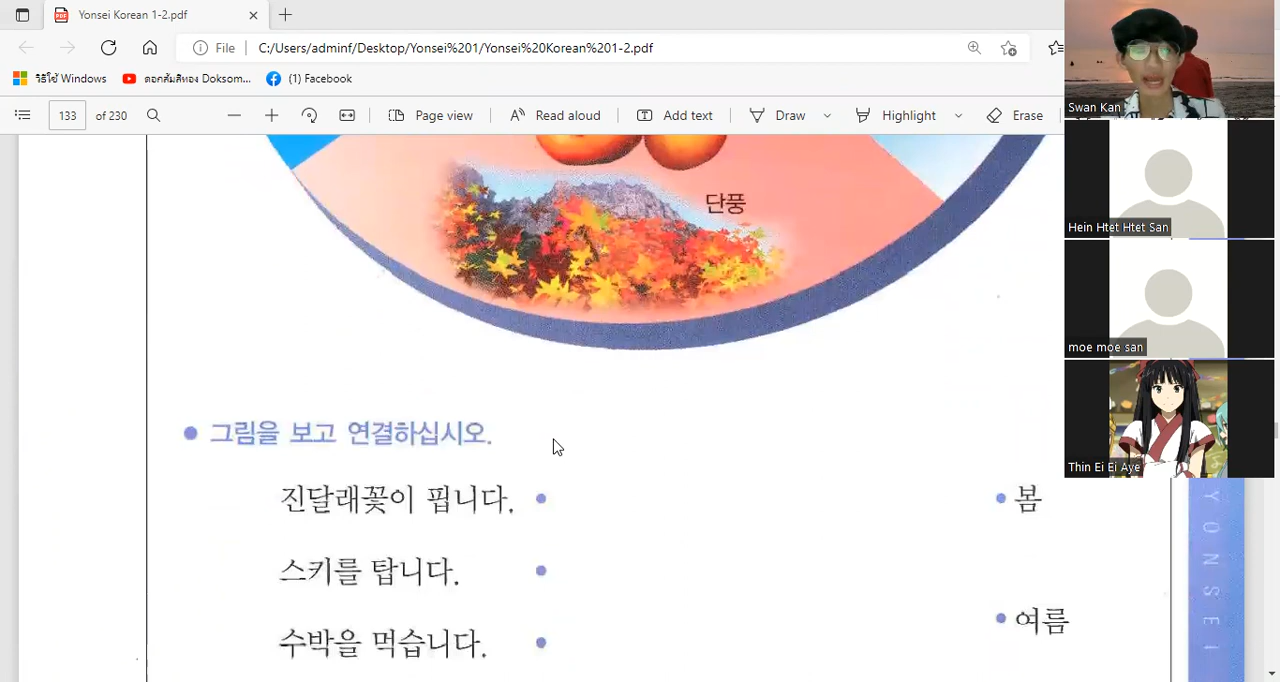 Yonsei Korean 1-2.pdf
File
C:/Users/adminf/Desktop/Yonsei%201/Yonsei%20Korean%201-2.pdf
วิธีใช้ Windows
ดอกส้มสีทอง Doksom...
(1) Facebook
133
of 230
Page view
Read aloud
Add text
Draw
Highlight
Erase
단풍
그림을 보고 연결하십시오.
진달래꽃이 핍니다.
봄
스키를 탑니다.
여름
수박을 먹습니다.
YONSEI
Swan Kan
Hein Htet Htet San
moe moe san
Thin Ei Ei Aye